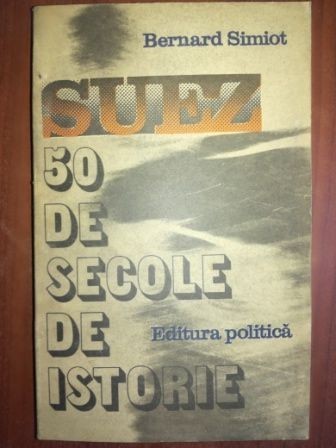 Bernard Simiot
SUEZ
50
DE
SECOLE
DE
Editura politică
ISTORIE